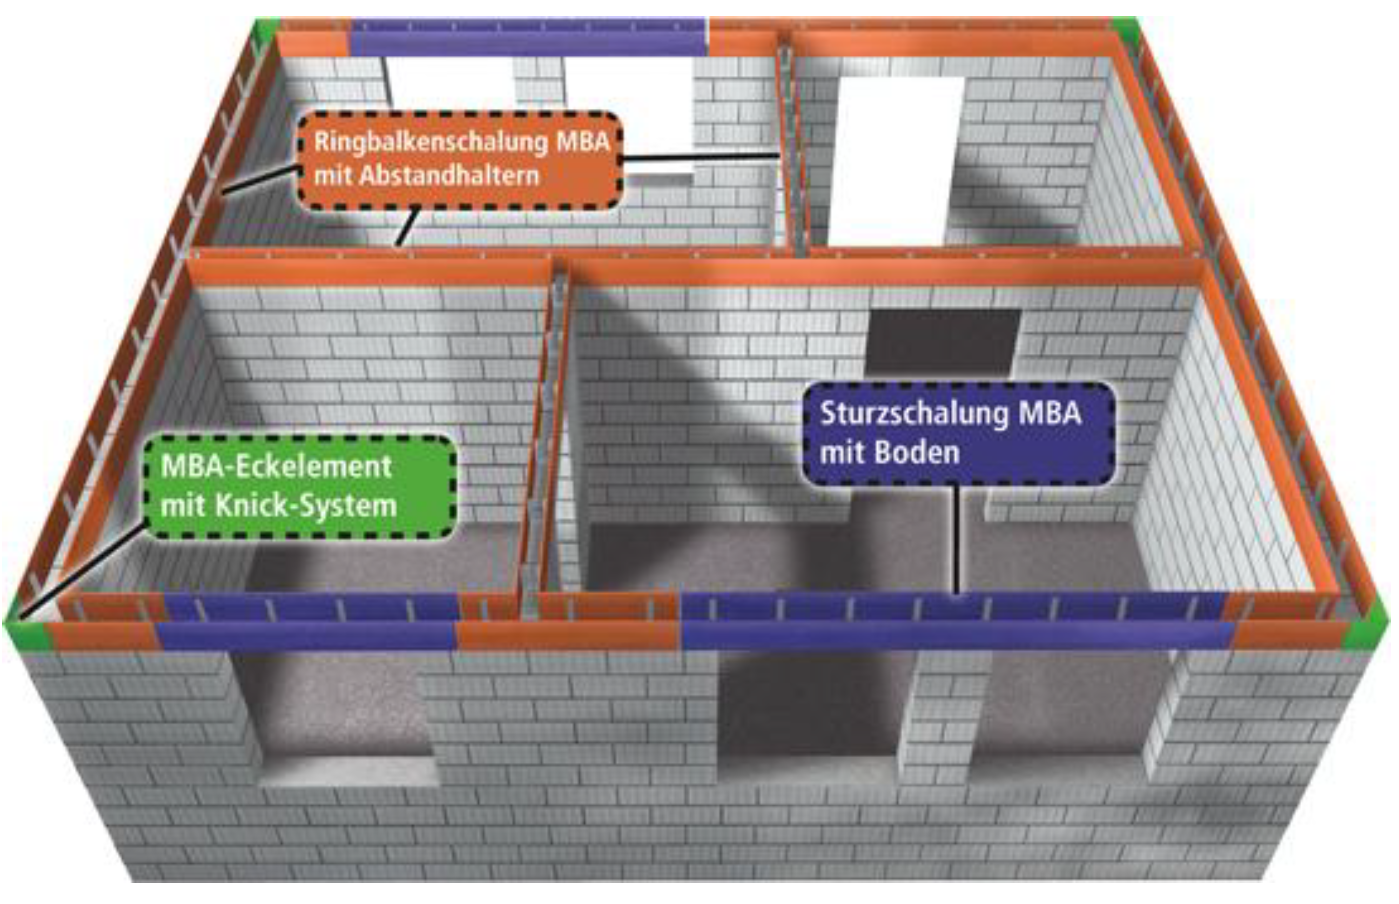 Ringbalkenschalung MBA
mit Abstandhaltern
Sturzschalung MBA
mit Boden
MBA-Eckelement
mit Knick-System